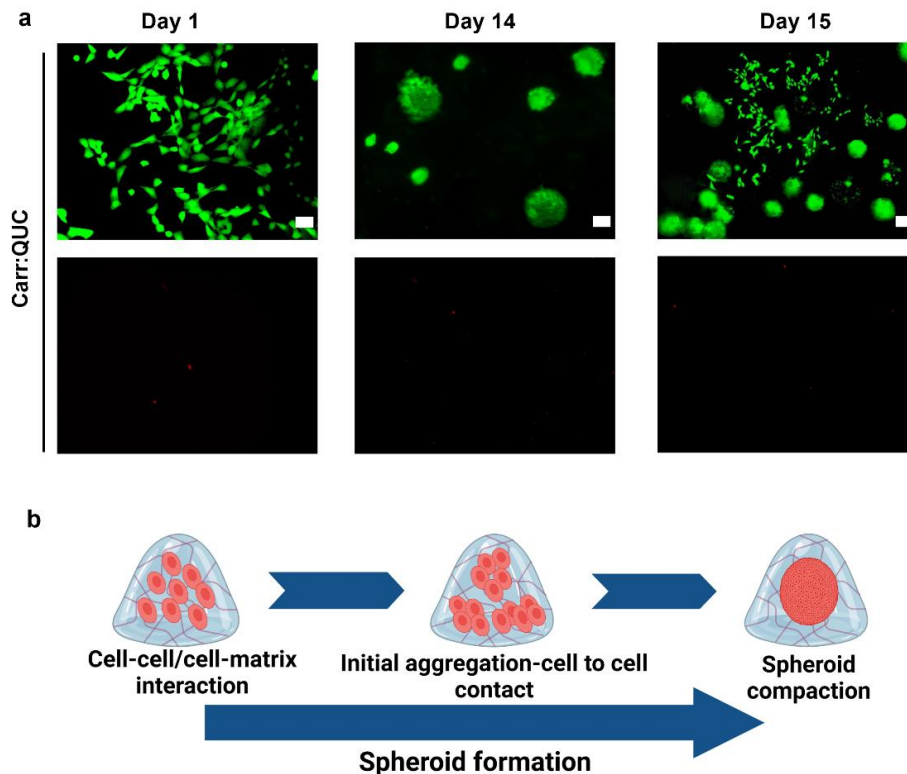 a
Day 1
Day 14
Day 15
Carr:QUC
b
Cell-cell/cell-matrix
interaction
Initial aggregation-cell to cell
contact
Spheroid
compaction
Spheroid formation